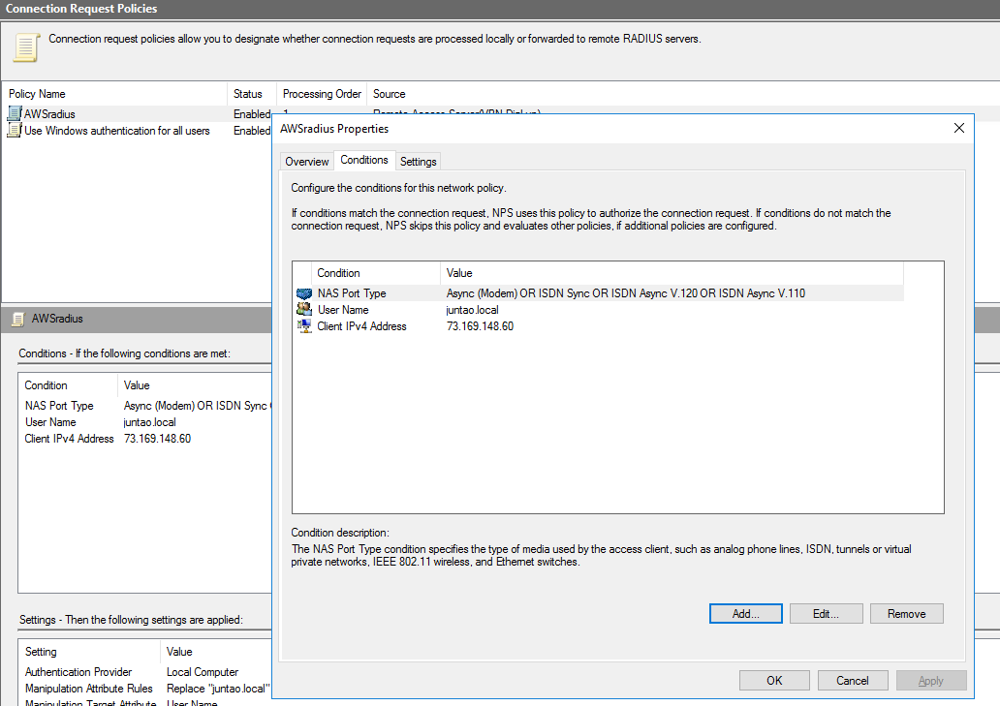 Connection Request Policies
Connection request policies allow you to designate whether connection requests are processed locally or forwarded to remote RADIUS servers.
Policy Name Status Processing Order Source
AWSradius Enabled 1 Remote Access Server(VPN-Dial up)
Use Windows authentication for all users Enabled
AWSradius Properties
Overview Conditions Settings
Configure the conditions for this network policy.
If conditions match the connection request, NPS uses this policy to authorize the connection request. If conditions do not match the
connection request, NPS skips this policy and evaluates other policies, if additional policies are configured.
Condition Value
NAS Port Type Async (Modem) OR ISDN Sync OR ISDN Async V.120 OR ISDN Async V.110
User Name juntao.local
Client IPv4 Address 73.169.148.60
Condition description:
The NAS Port Type condition specifies the type of media used by the access client, such as analog phone lines, ISDN, tunnels or virtual
private networks, IEEE 802.11 wireless, and Ethernet switches.
Add... Edit... Remove
OK Cancel Apply
AWSradius
Conditions - If the following conditions are met:
Condition Value
NAS Port Type Async (Modem) OR ISDN Sync
User Name juntao.local
Client IPv4 Address 73.169.148.60
Settings - Then the following settings are applied:
Setting Value
Authentication Provider Local Computer
Manipulation Attribute Rules Replace "juntao.local"
Manipulation Target Attribute User Name